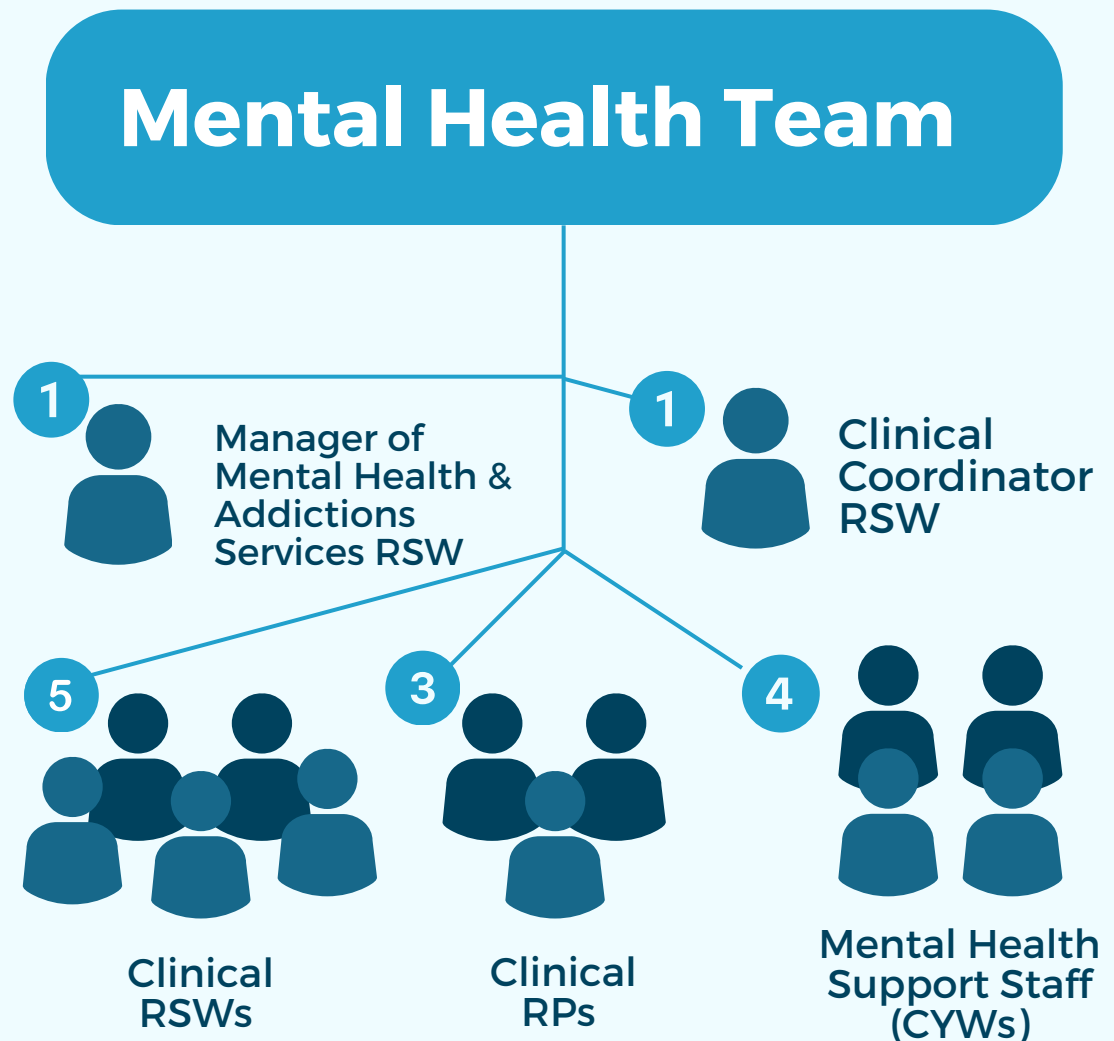 Mental Health Team
1
Manager of
Mental Health &
Addictions
Services RSW
1
Clinical
Coordinator
RSW
5
Clinical
RSWs
3
Clinical
RPs
4
Mental Health
Support Staff
(CYWs)